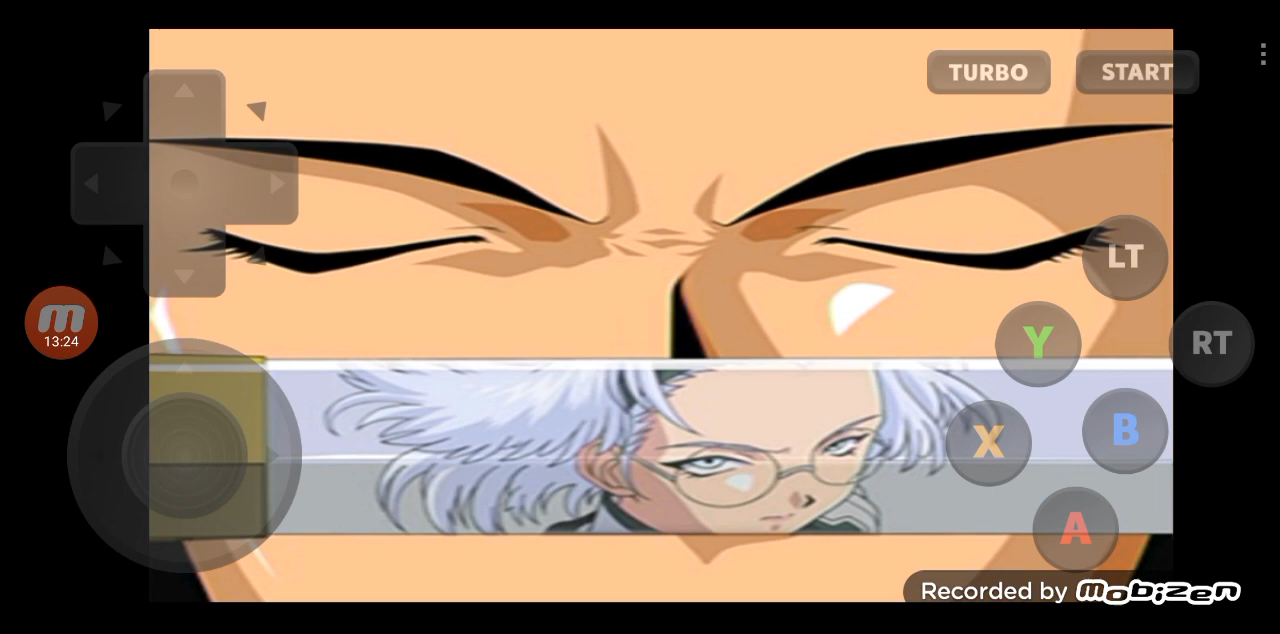 TURBO
START
LT
m
13:24
Y
RT
X
B
A
Recorded by mobizen